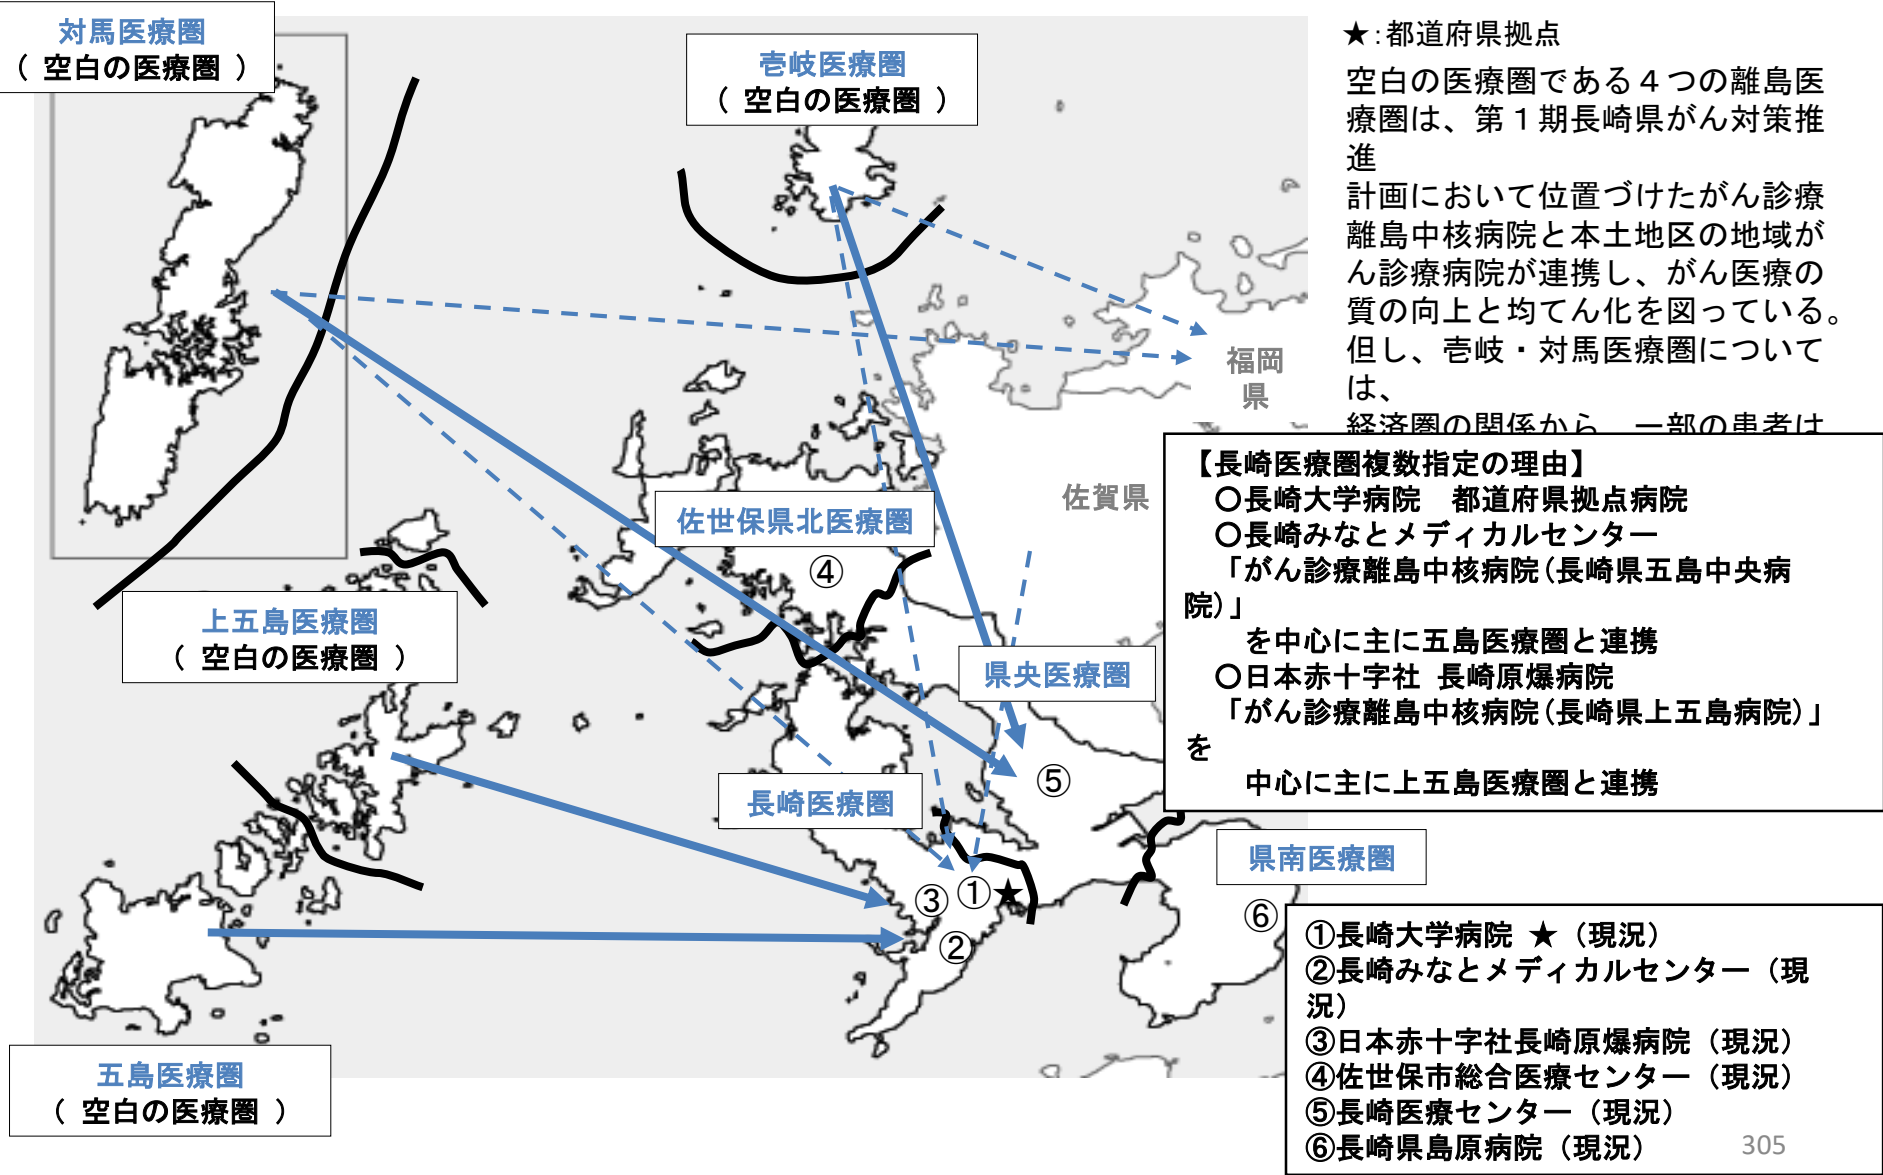 対馬医療圏
（ 空白の医療圏 ）
壱岐医療圏
（ 空白の医療圏 ）
★：都道府県拠点
空白の医療圏である４つの離島医
療圏は、第１期長崎県がん対策推
進
計画において位置づけたがん診療
離島中核病院と本土地区の地域が
ん診療病院が連携し、がん医療の
質の向上と均てん化を図っている。
但し、壱岐・対馬医療圏について
は、
経済圏の関係から、一部の患者は
福岡
県
佐賀県
【長崎医療圏複数指定の理由】
○長崎大学病院　都道府県拠点病院
○長崎みなとメディカルセンター
「がん診療離島中核病院(長崎県五島中央病
院)」
を中心に主に五島医療圏と連携
○日本赤十字社 長崎原爆病院
「がん診療離島中核病院(長崎県上五島病院)」
を
中心に主に上五島医療圏と連携
佐世保県北医療圏
④
上五島医療圏
（ 空白の医療圏 ）
県央医療圏
⑤
長崎医療圏
県南医療圏
③
①★
②
⑥
五島医療圏
（ 空白の医療圏 ）
①長崎大学病院 ★（現況）
②長崎みなとメディカルセンター（現
況）
③日本赤十字社長崎原爆病院（現況）
④佐世保市総合医療センター（現況）
⑤長崎医療センター（現況）
⑥長崎県島原病院（現況）
305